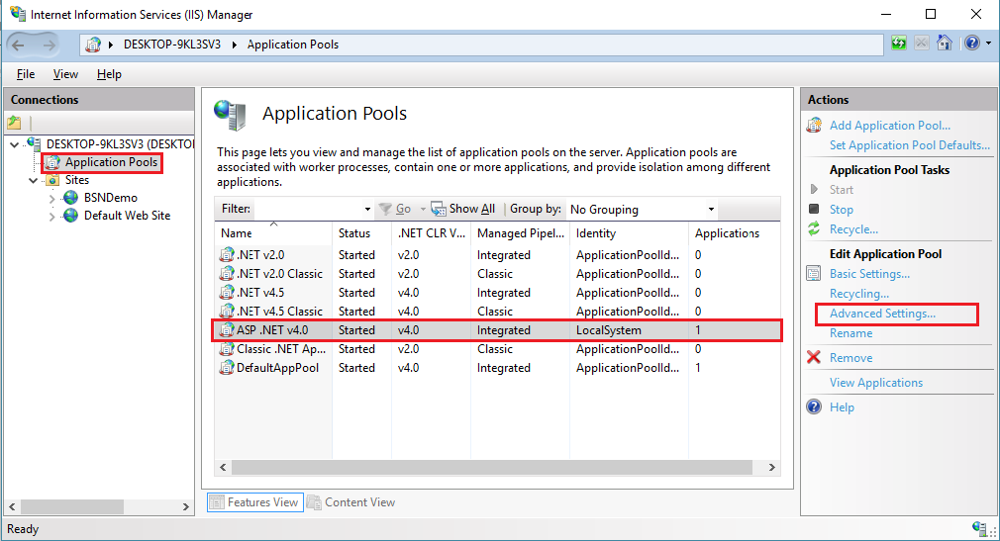 Internet Information Services (IIS) Manager
DESKTOP-9KL3SV3 Application Pools
File View Help
Connections
DESKTOP-9KL3SV3 (DESKTO
Application Pools
Sites
BSNDemo
Default Web Site
Application Pools
This page lets you view and manage the list of application pools on the server. Application pools are
associated with worker processes, contain one or more applications, and provide isolation among different
applications.
Filter: Go Show All Group by: No Grouping
Name Status .NET CLR V... Managed Pipel... Identity Applications
.NET v2.0 Started v2.0 Integrated ApplicationPoolId... 0
.NET v2.0 Classic Started v2.0 Classic ApplicationPoolId... 0
.NET v4.5 Started v4.0 Integrated ApplicationPoolId... 0
.NET v4.5 Classic Started v4.0 Classic ApplicationPoolId... 0
ASP .NET v4.0 Started v4.0 Integrated LocalSystem 1
Classic .NET Ap... Started v2.0 Classic ApplicationPoolId... 0
DefaultAppPool Started v4.0 Integrated ApplicationPoolId... 1
Features View Content View
Actions
Add Application Pool...
Set Application Pool Defaults...
Application Pool Tasks
Start
Stop
Recycle...
Edit Application Pool
Basic Settings...
Recycling...
Advanced Settings...
Rename
Remove
View Applications
Help
Ready